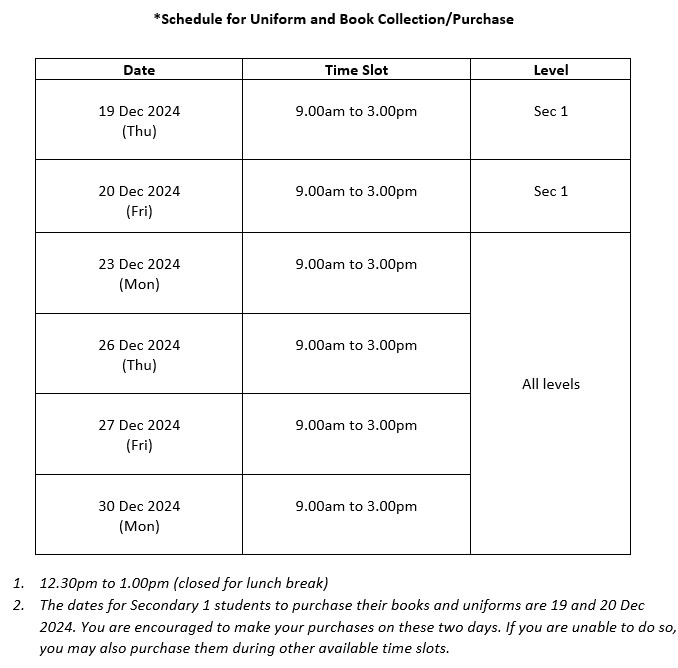 *Schedule for Uniform and Book Collection/Purchase
Date Time Slot Level
19 Dec 2024 9.00am to 3.00pm Sec 1
(Thu)
20 Dec 2024 9.00am to 3.00pm Sec 1
(Fri)
23 Dec 2024 9.00am to 3.00pm
(Mon)
26 Dec 2024 9.00am to 3.00pm
(Thu)
All levels
27 Dec 2024 9.00am to 3.00pm
(Fri)
30 Dec 2024 9.00am to 3.00pm
(Mon)
1. 12.30pm to 1.00pm (closed for lunch break)
2. The dates for Secondary 1 students to purchase their books and uniforms are 19 and 20 Dec
2024. You are encouraged to make your purchases on these two days. If you are unable to do so,
you may also purchase them during other available time slots.